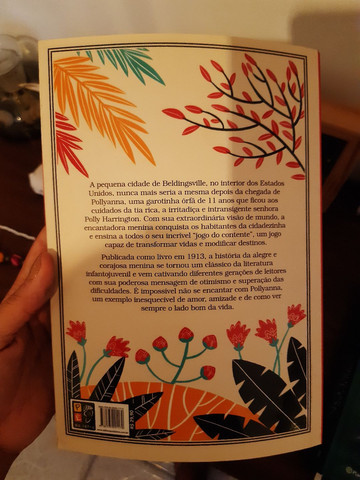 A pequena cidade de Beldingsville, no interior dos Estados
Unidos, nunca mais seria a mesma depois da chegada de
Pollyanna, uma garotinha órfã de 11 anos que ficou aos
cuidados da tia rica, a irritadiça e intransigente senhora
Polly Harrington. Com sua extraordinária visão de mundo, a
encantadora menina conquista os habitantes da cidadezinha
e ensina a todos o seu incrível "jogo do contente", um jogo
capaz de transformar vidas e modificar destinos.
Publicada como livro em 1913, a história da alegre e
corajosa menina se tornou um clássico da literatura
infantojuvenil e vem cativando diferentes gerações de leitores
com sua poderosa mensagem de otimismo e superação das
dificuldades. É impossível não se encantar com Pollyanna,
um exemplo inesquecível de amor, amizade e de como ver
sempre o lado bom da vida.